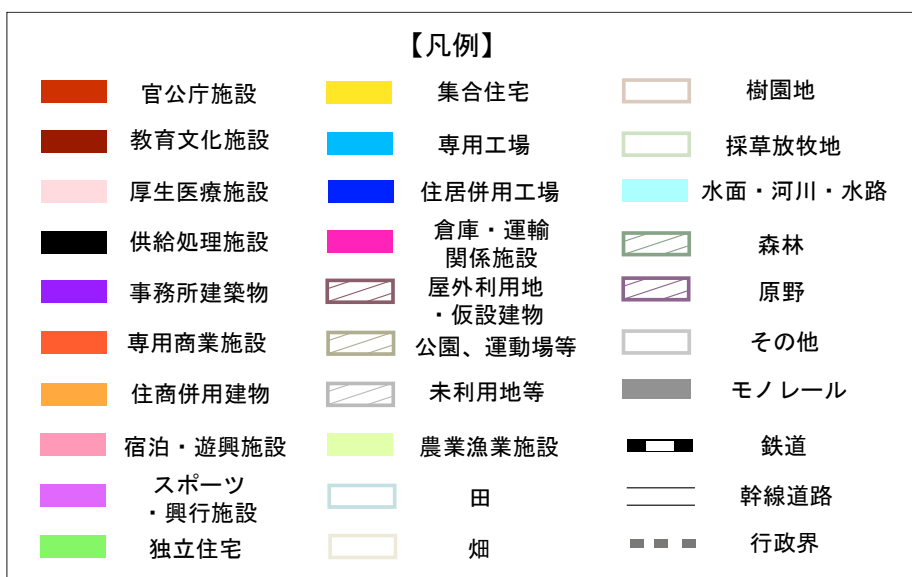 【凡例】
官公庁施設
教育文化施設
厚生医療施設
供給処理施設
事務所建築物
専用商業施設
住商併用建物
宿泊・遊興施設
スポーツ
・興行施設
独立住宅
集合住宅
専用工場
住居併用工場
倉庫・運輸
関係施設
屋外利用地
・仮設建物
公園、運動場等
未利用地等
農業漁業施設
田
畑
樹園地
採草放牧地
水面・河川・水路
森林
原野
その他
モノレール
鉄道
幹線道路
行政界